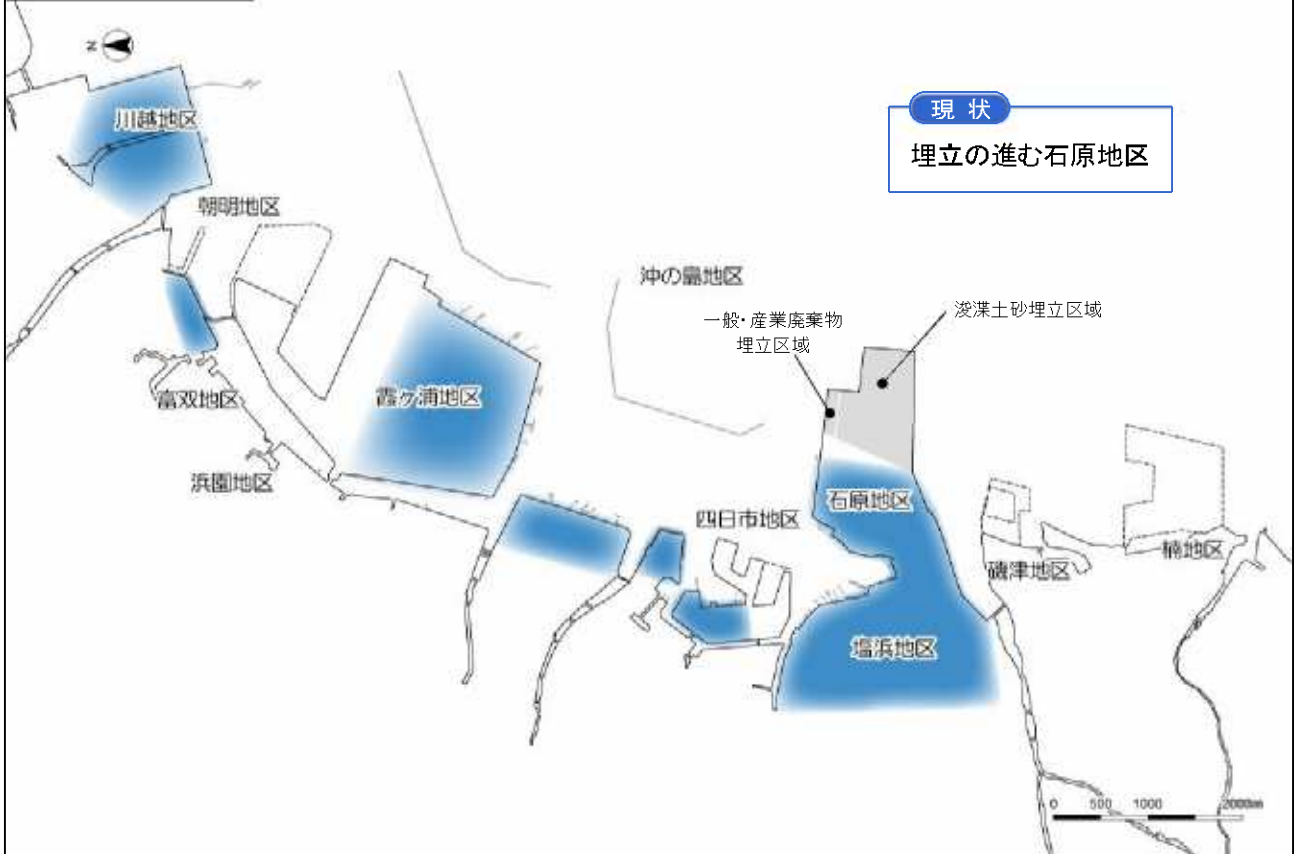 N
川越地区
現 状
埋立の進む石原地区
朝明地区
沖の島地区
一般・産業廃棄物
埋立区域
浚渫土砂埋立区域
富双地区
霞ヶ浦地区
浜園地区
四日市地区
石原地区
磯津地区
楠地区
塩浜地区
0 500 1000 2000m